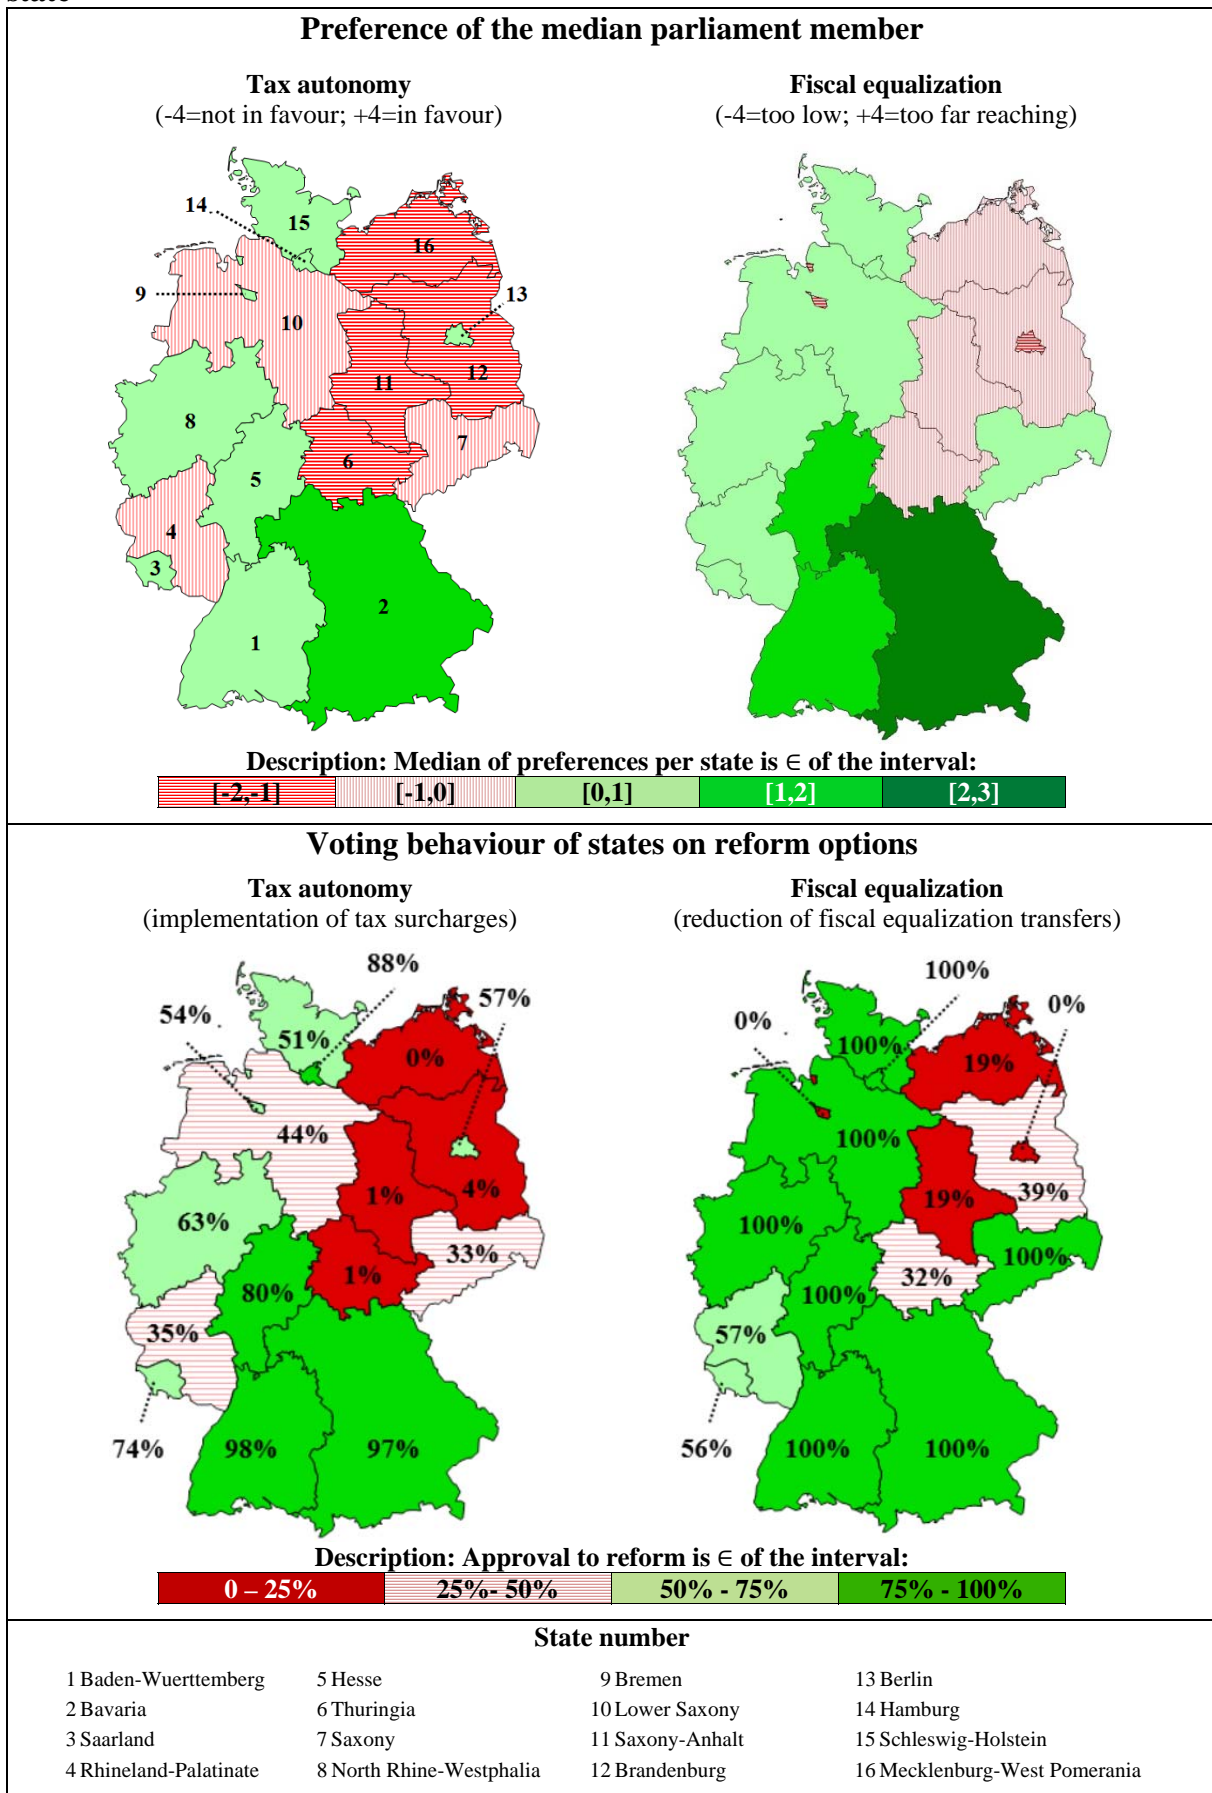 state
Preference of the median parliament member
Tax autonomy
(-4=not in favour; +4=in favour)
Fiscal equalization
(-4=too low; +4=too far reaching)
14
15
16
9
10
13
12
11
8
7
6
5
4
3
2
1
Description: Median of preferences per state is ∈ of the interval:
[-2,-1] [-1,0] [0,1] [1,2] [2,3]
Voting behaviour of states on reform options
Tax autonomy
(implementation of tax surcharges)
Fiscal equalization
(reduction of fiscal equalization transfers)
88%
54%
57%
51%
0%
44%
1%
4%
63%
33%
1%
80%
35%
74%
98%
97%
100%
0%
0%
100%
19%
100%
19%
39%
100%
100%
32%
100%
57%
56%
100%
100%
Description: Approval to reform is ∈ of the interval:
0 – 25% 25%- 50% 50% - 75% 75% - 100%
State number
1 Baden-Wuerttemberg 5 Hesse 9 Bremen 13 Berlin
2 Bavaria 6 Thuringia 10 Lower Saxony 14 Hamburg
3 Saarland 7 Saxony 11 Saxony-Anhalt 15 Schleswig-Holstein
4 Rhineland-Palatinate 8 North Rhine-Westphalia 12 Brandenburg 16 Mecklenburg-West Pomerania